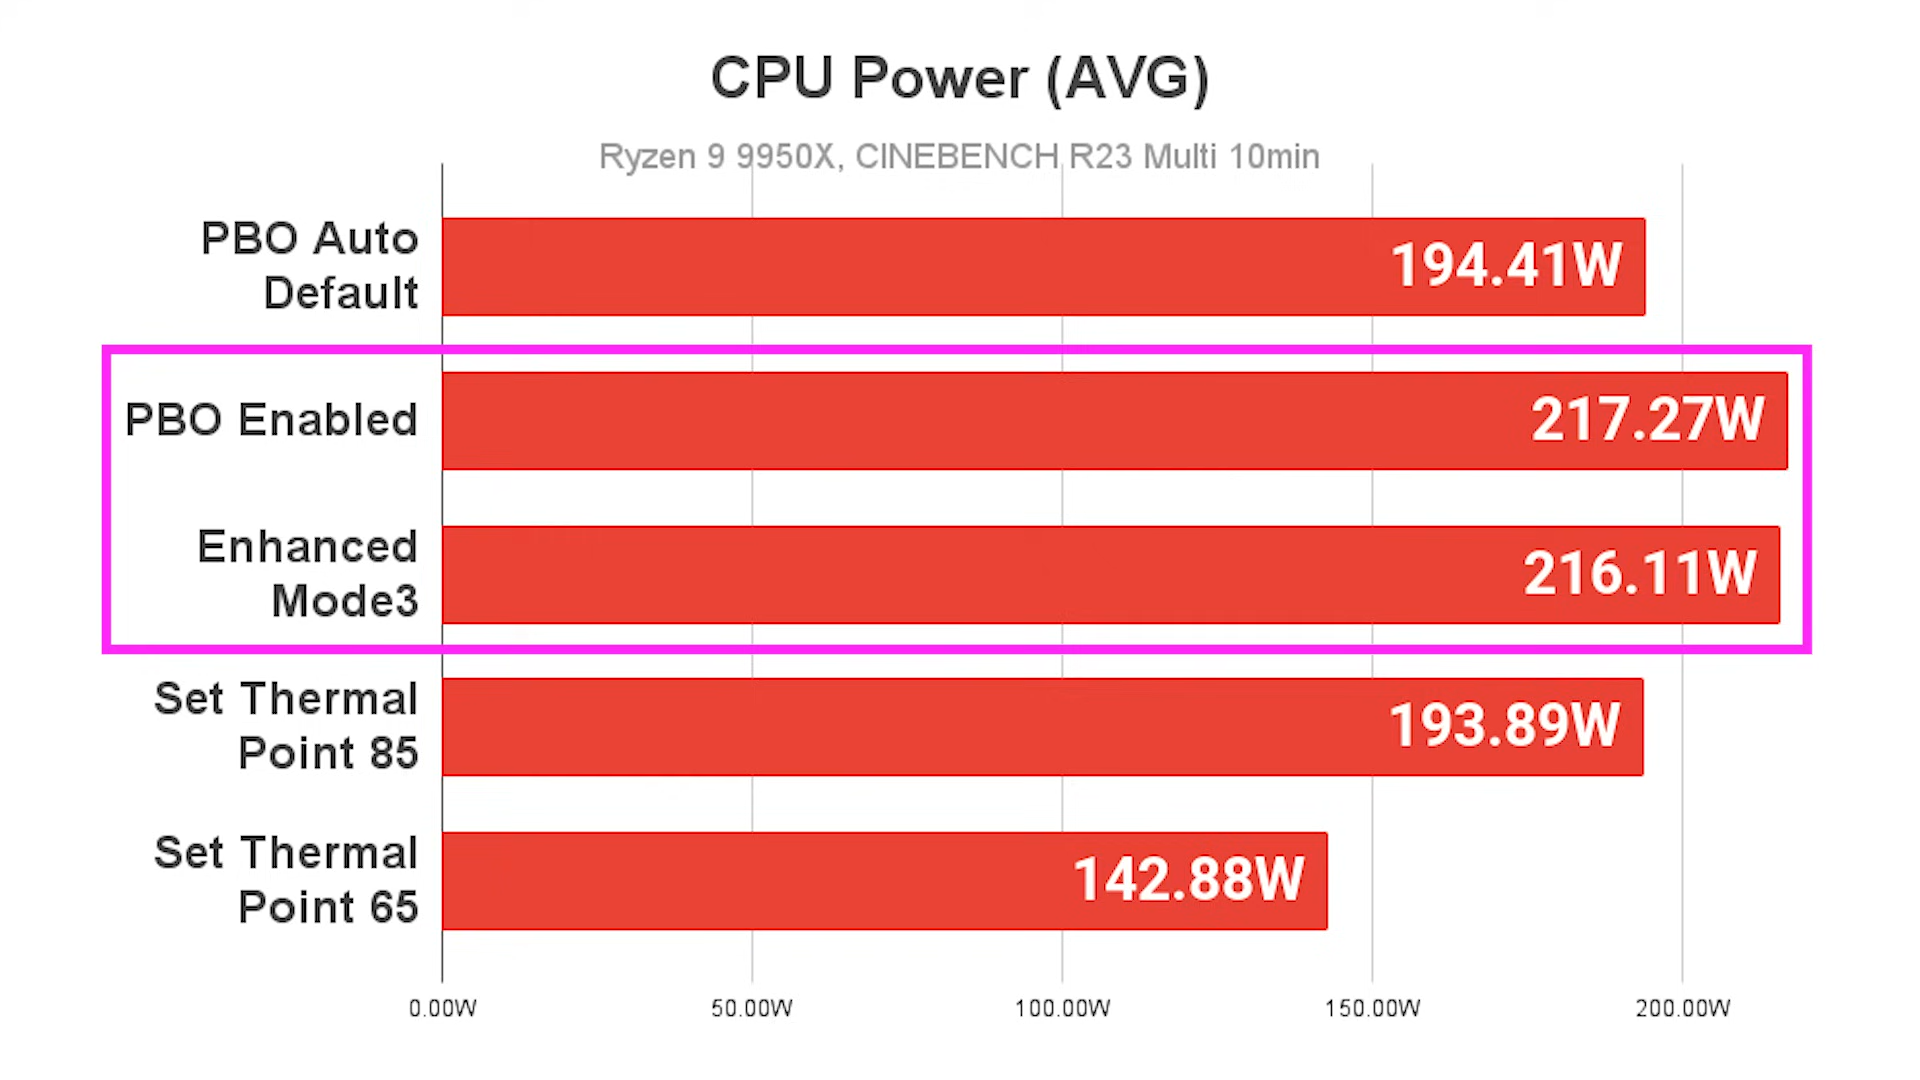 CPU Power (AVG)
Ryzen 9 9950X, CINEBENCH R23 Multi 10min
PBO Auto
Default
194.41W
PBO Enabled
217.27W
Enhanced
Mode3
216.11W
Set Thermal
Point 85
193.89W
Set Thermal
Point 65
142.88W
0.00W 50.00W 100.00W 150.00W 200.00W